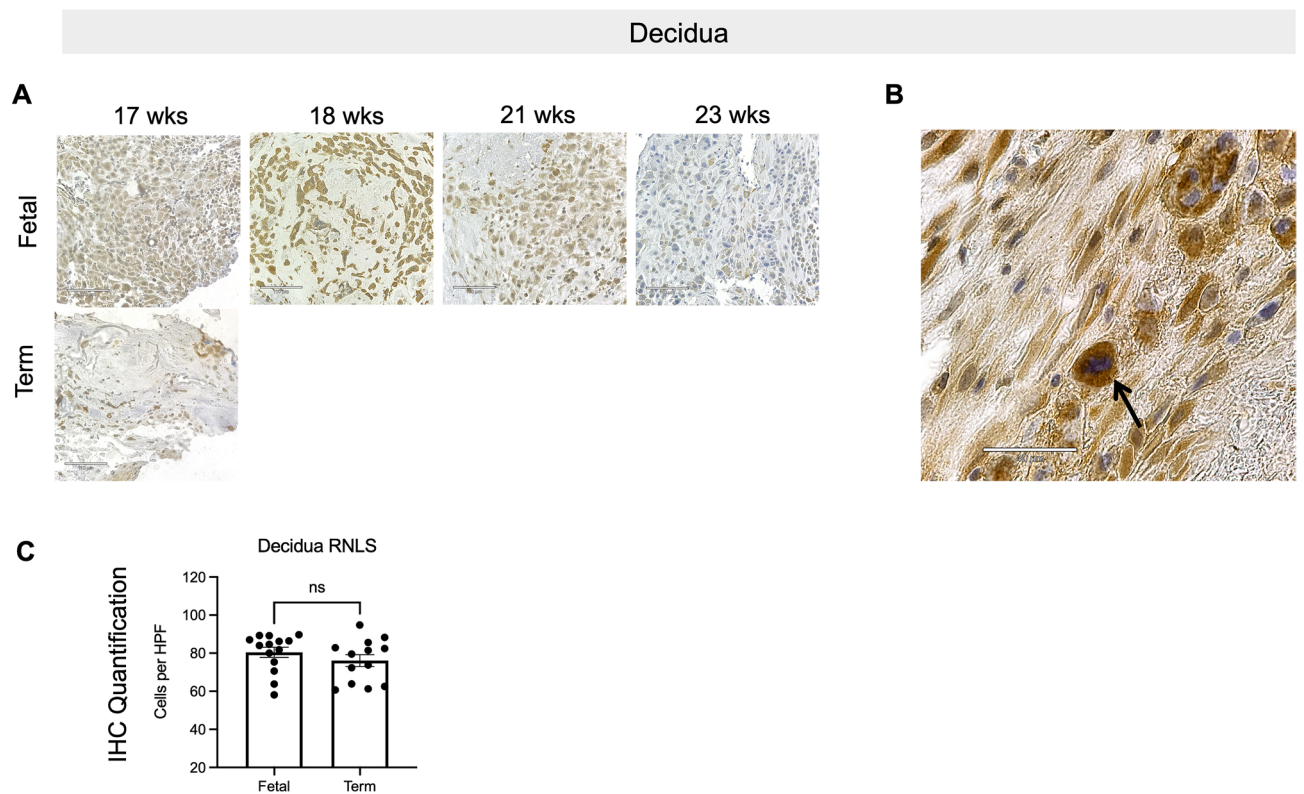 Decidua
A
B
17 wks
18 wks
21 wks
23 wks
Fetal
Term
C
Decidua RNLS
IHC Quantification
Cells per HPF
120
100
80
60
40
20
ns
Fetal
Term